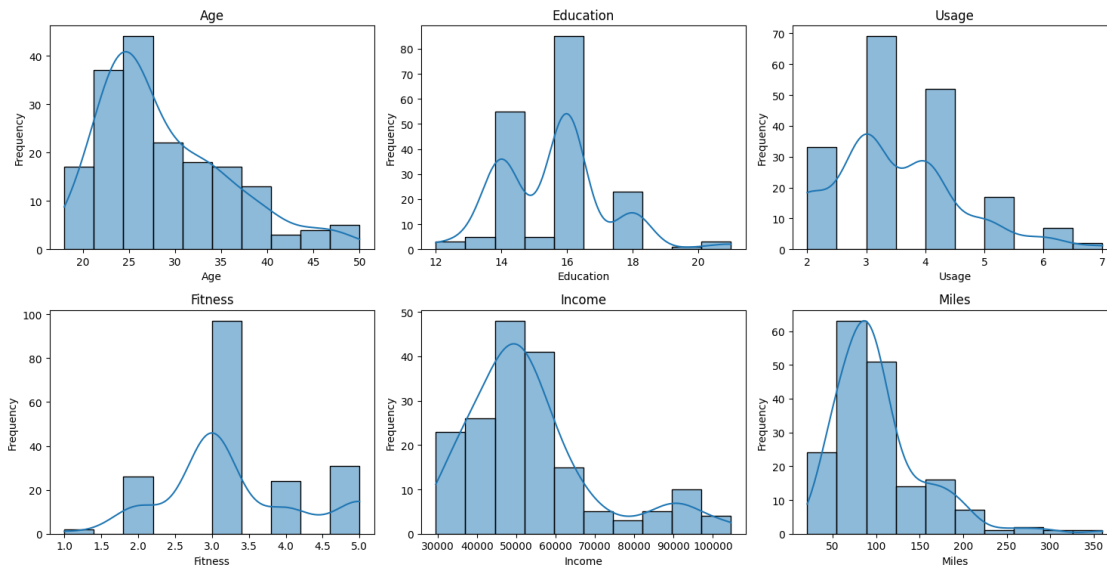 Age
Education
Usage
40
30
20
10
0
Frequency
20 25 30 35 40 45 50
Age
80
70
60
50
40
30
20
10
0
Frequency
12 14 16 18 20
Education
70
60
50
40
30
20
10
0
Frequency
2 3 4 5 6 7
Usage
Fitness
Income
Miles
100
80
60
40
20
0
Frequency
1.0 1.5 2.0 2.5 3.0 3.5 4.0 4.5 5.0
Fitness
50
40
30
20
10
0
Frequency
30000 40000 50000 60000 70000 80000 90000 100000
Income
60
50
40
30
20
10
0
Frequency
50 100 150 200 250 300 350
Miles